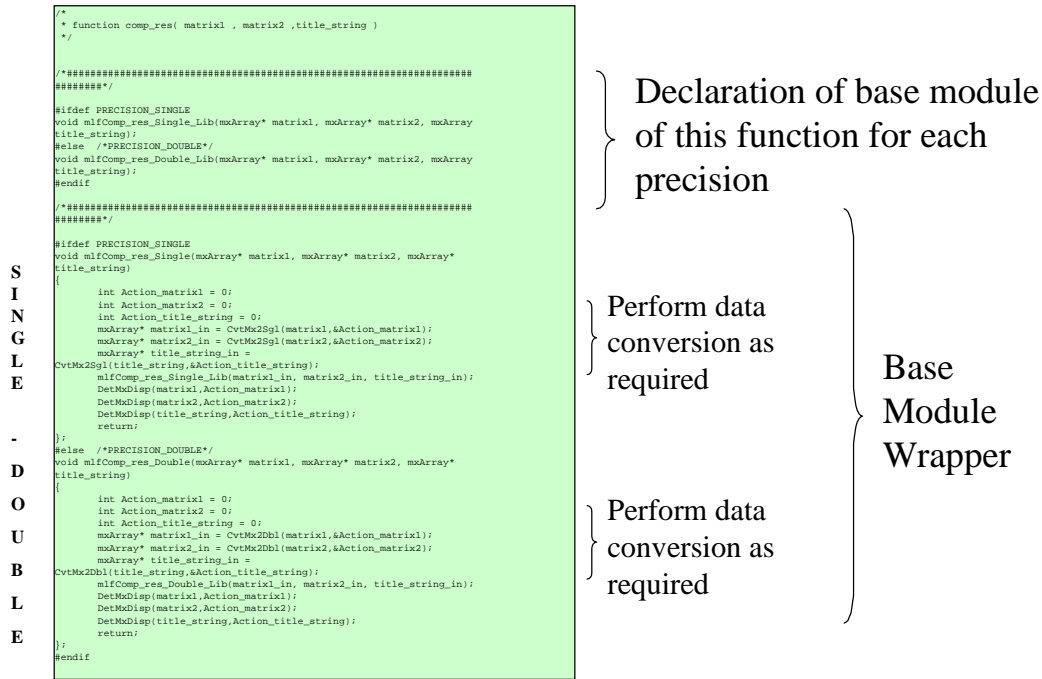 /*
 * function comp_res( matrix1 , matrix2 ,title_string )
 */
/*#####################################################################
########*/
#ifdef PRECISION_SINGLE
void mlfComp_res_Single_Lib(mxArray* matrix1, mxArray* matrix2, mxArray
title_string);
#else  /*PRECISION_DOUBLE*/
void mlfComp_res_Double_Lib(mxArray* matrix1, mxArray* matrix2, mxArray
title_string);
#endif
/*#####################################################################
########*/
#ifdef PRECISION_SINGLE
void mlfComp_res_Single(mxArray* matrix1, mxArray* matrix2, mxArray*
title_string)
{
int Action_matrix1 = 0;
int Action_matrix2 = 0;
int Action_title_string = 0;
mxArray* matrix1_in = CvtMx2Sgl(matrix1,&Action_matrix1);
mxArray* matrix2_in = CvtMx2Sgl(matrix2,&Action_matrix2);
mxArray* title_string_in =
CvtMx2Sgl(title_string,&Action_title_string);
mlfComp_res_Single_Lib(matrix1_in, matrix2_in, title_string_in);
DetMxDisp(matrix1,Action_matrix1);
DetMxDisp(matrix2,Action_matrix2);
DetMxDisp(title_string,Action_title_string);
return;
};
#else  /*PRECISION_DOUBLE*/
void mlfComp_res_Double(mxArray* matrix1, mxArray* matrix2, mxArray*
title_string)
{
int Action_matrix1 = 0;
int Action_matrix2 = 0;
int Action_title_string = 0;
mxArray* matrix1_in = CvtMx2Dbl(matrix1,&Action_matrix1);
mxArray* matrix2_in = CvtMx2Dbl(matrix2,&Action_matrix2);
mxArray* title_string_in =
CvtMx2Dbl(title_string,&Action_title_string);
mlfComp_res_Double_Lib(matrix1_in, matrix2_in, title_string_in);
DetMxDisp(matrix1,Action_matrix1);
DetMxDisp(matrix2,Action_matrix2);
DetMxDisp(title_string,Action_title_string);
return;
};
#endif
S
I
N
G
L
E
-
D
O
U
B
L
E
Declaration of base module
of this function for each
precision
Perform data
conversion as
required
Perform data
conversion as
required
Base
Module
Wrapper